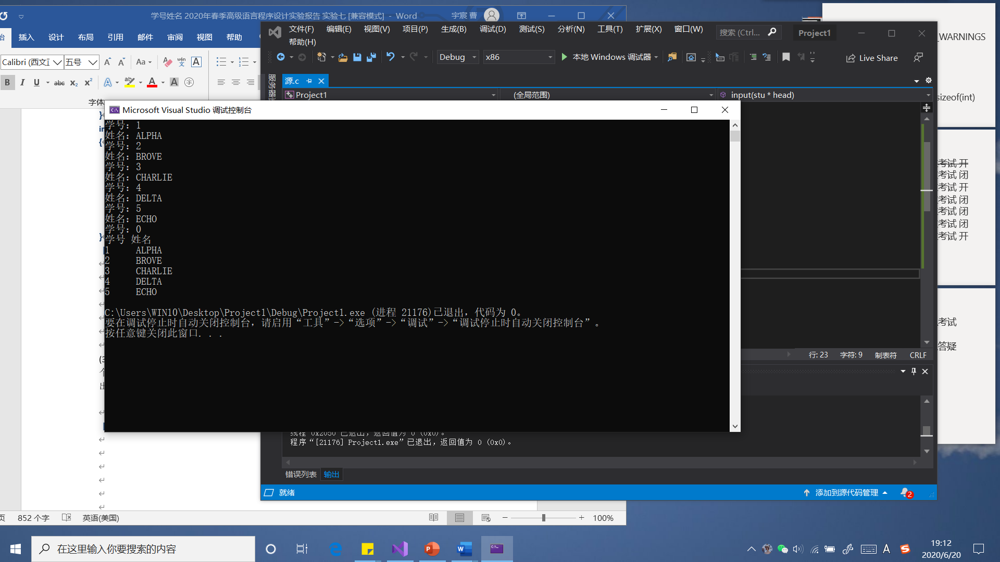 学号姓名 2020年春季高级语言程序设计实验报告 实验七 [兼容模式] - Word
宇宸 曹
插入 设计 布局 引用 邮件 审阅 视图 帮助
Calibri (西文正 五号
字体
文件(F) 编辑(E) 视图(V) 项目(P) 生成(B) 调试(D) 测试(S) 分析(N) 工具(T) 扩展(X) 窗口(W)
帮助(H)
搜索 (Ctrl...
Project1
Debug x86 本地 Windows 调试器
Live Share
源.c
Project1 (全局范围) input(stu * head)
Microsoft Visual Studio 调试控制台
学号: 1
姓名: ALPHA
学号: 2
姓名: BROVE
学号: 3
姓名: CHARLIE
学号: 4
姓名: DELTA
学号: 5
姓名: ECHO
学号: 0
学号 姓名
1 ALPHA
2 BROVE
3 CHARLIE
4 DELTA
5 ECHO
C:\Users\WIN10\Desktop\Project1\Debug\Project1.exe (进程 21176)已退出，代码为 0。
要在调试停止时自动关闭控制台，请启用“工具”->“选项”->“调试”->“调试停止时自动关闭控制台”。
按任意键关闭此窗口. . .
_WARNINGS
sizeof(int)
考试 开
考试 闭
考试 开
考试 闭
考试 闭
考试 闭
考试 开
考试
答疑
行: 23 字符: 9 制表符 CRLF
线程 0x2050 已退出，返回值为 0 (0x0)。
程序“[21176] Project1.exe”已退出，返回值为 0 (0x0)。
错误列表 输出
就绪
添加到源代码管理
2
852 个字 英语(美国)
100%
在这里输入你要搜索的内容
19:12
2020/6/20